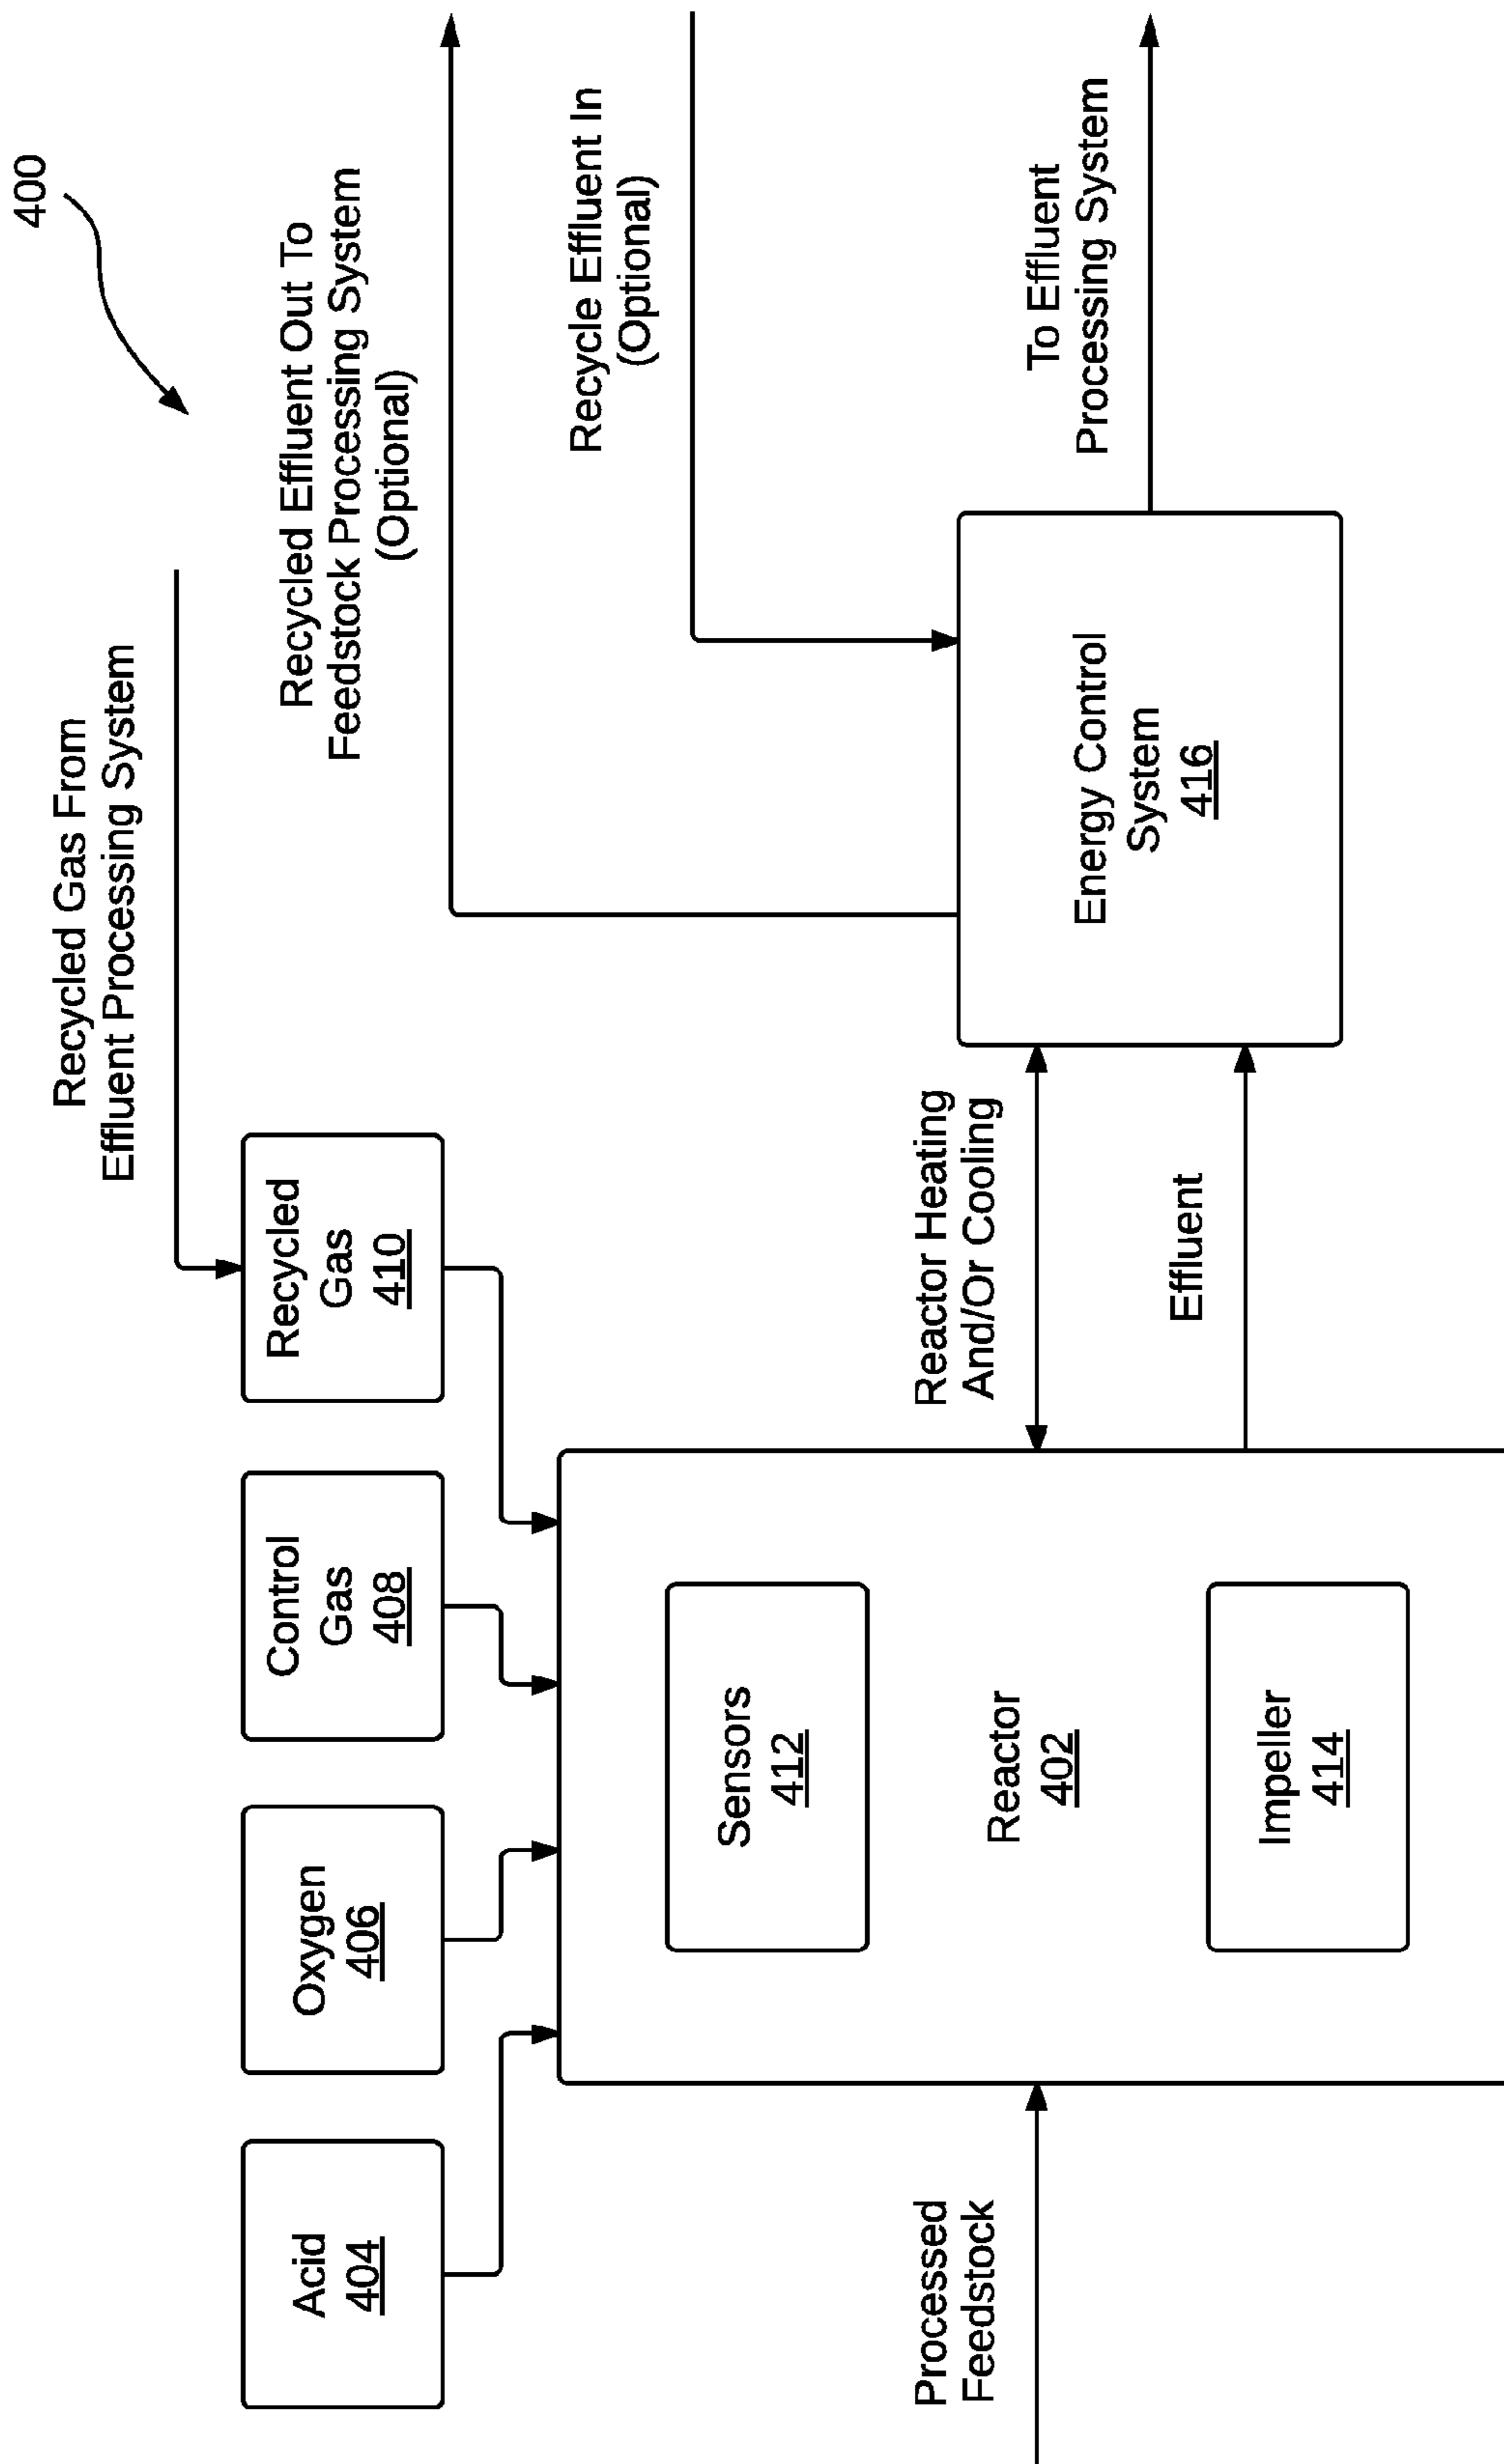 400
Recycled Gas From
Effluent Processing System
Recycled Effluent Out To
Feedstock Processing System
(Optional)
Recycle Effluent In
(Optional)
Acid
404
Oxygen
406
Control
Gas
408
Recycled
Gas
410
Sensors
412
Reactor
402
Impeller
414
Processed
Feedstock
Reactor Heating
And/Or Cooling
Effluent
Energy Control
System
416
To Effluent
Processing System